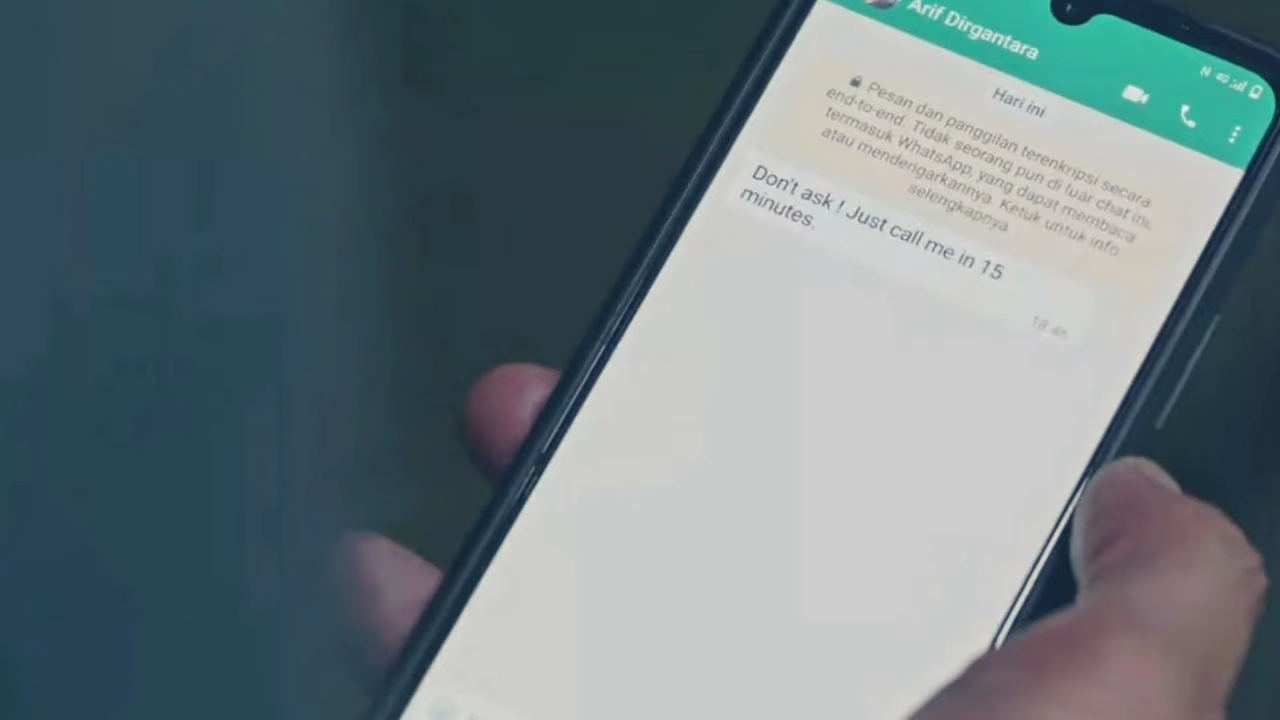 Arif Dirgantara
4G
Hari ini
Pesan dan panggilan terenkripsi secara
end-to-end. Tidak seorang pun di luar chat ini,
termasuk WhatsApp, yang dapat membaca
atau mendengarkannya. Ketuk untuk info
selengkapnya
Don't ask ! Just call me in 15
minutes.